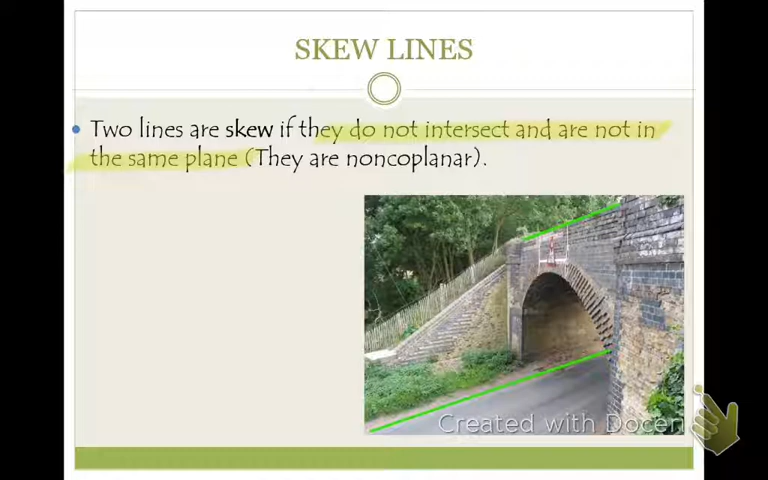 SKEW LINES
Two lines are skew if they do not intersect and are not in
the same plane (They are noncoplanar).
Created with Doceri